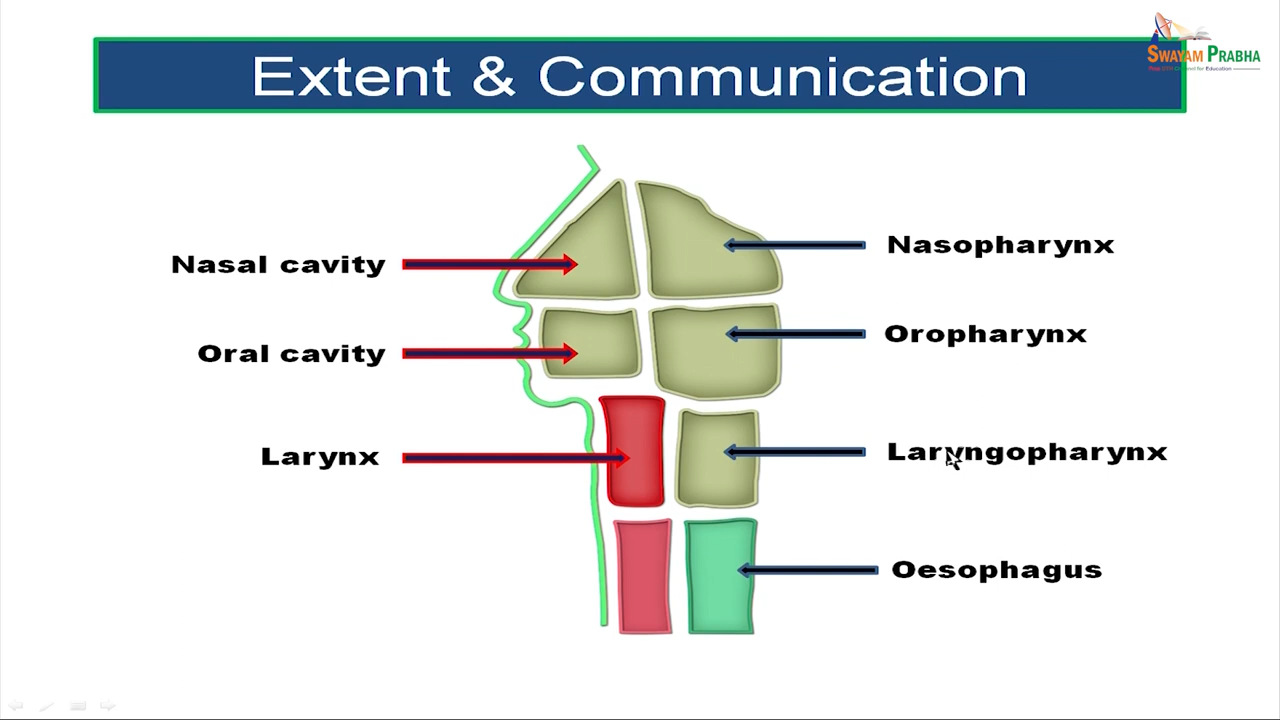 Extent & Communication
SWAYAM PRABHA
Nasal cavity
Nasopharynx
Oral cavity
Oropharynx
Larynx
Laryngopharynx
Oesophagus